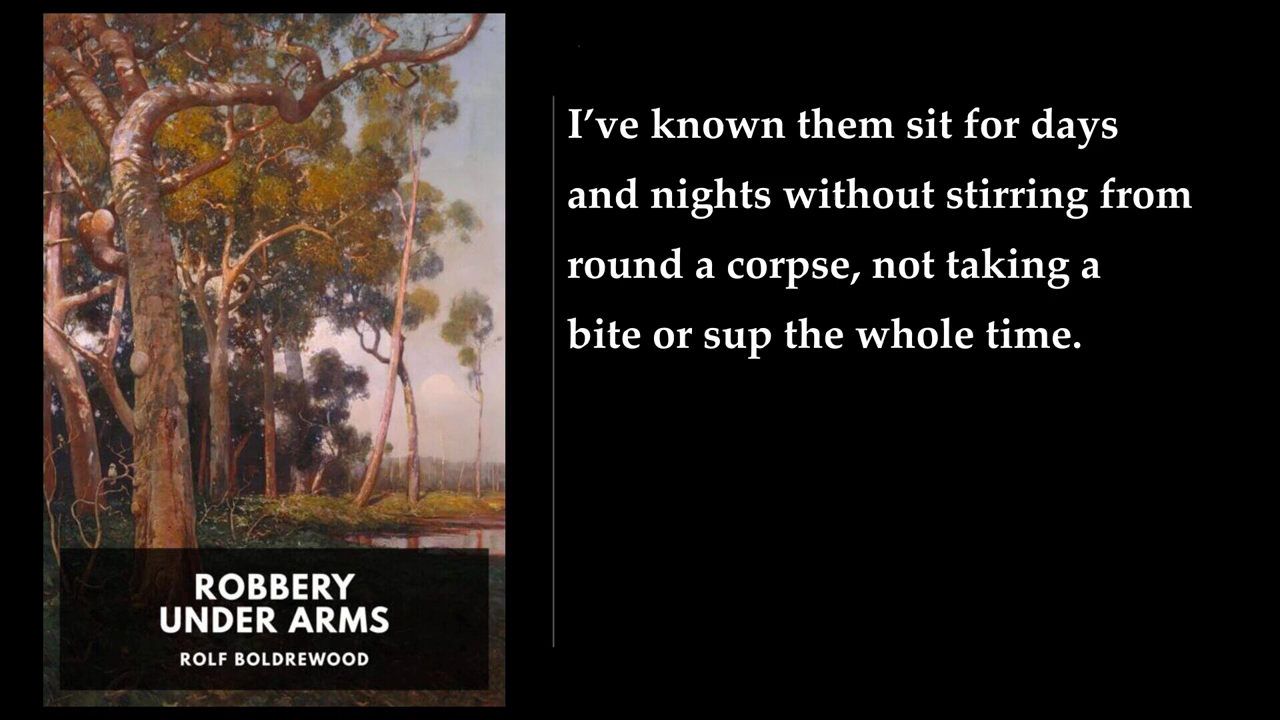 ROBBERY
UNDER ARMS
ROLF BOLDREWOOD
I’ve known them sit for days
and nights without stirring from
round a corpse, not taking a
bite or sup the whole time.